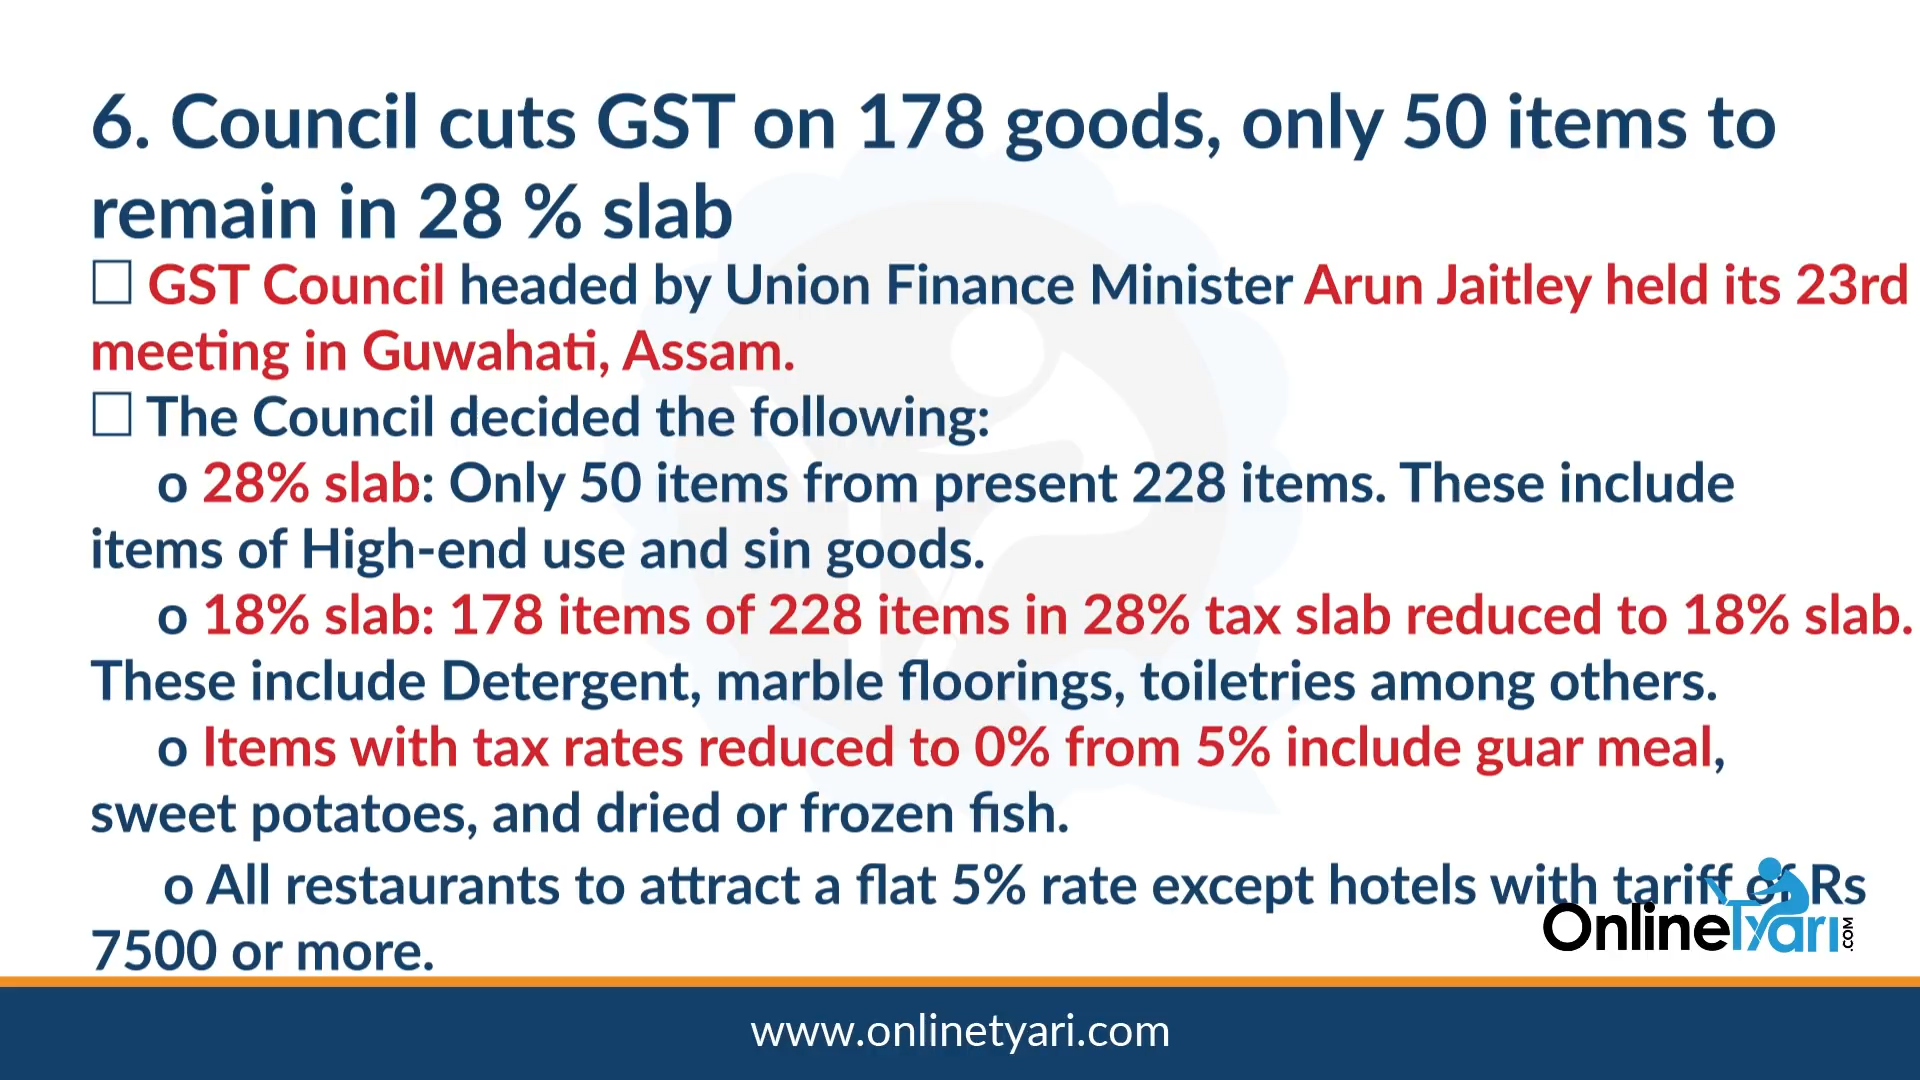 6. Council cuts GST on 178 goods, only 50 items to
remain in 28 % slab
□ GST Council headed by Union Finance Minister Arun Jaitley held its 23rd
meeting in Guwahati, Assam.
□ The Council decided the following:
o 28% slab: Only 50 items from present 228 items. These include
items of High-end use and sin goods.
o 18% slab: 178 items of 228 items in 28% tax slab reduced to 18% slab.
These include Detergent, marble floorings, toiletries among others.
o Items with tax rates reduced to 0% from 5% include guar meal,
sweet potatoes, and dried or frozen fish.
o All restaurants to attract a flat 5% rate except hotels with tariff of Rs
7500 or more.
OnlineTyari.COM
www.onlinetyari.com